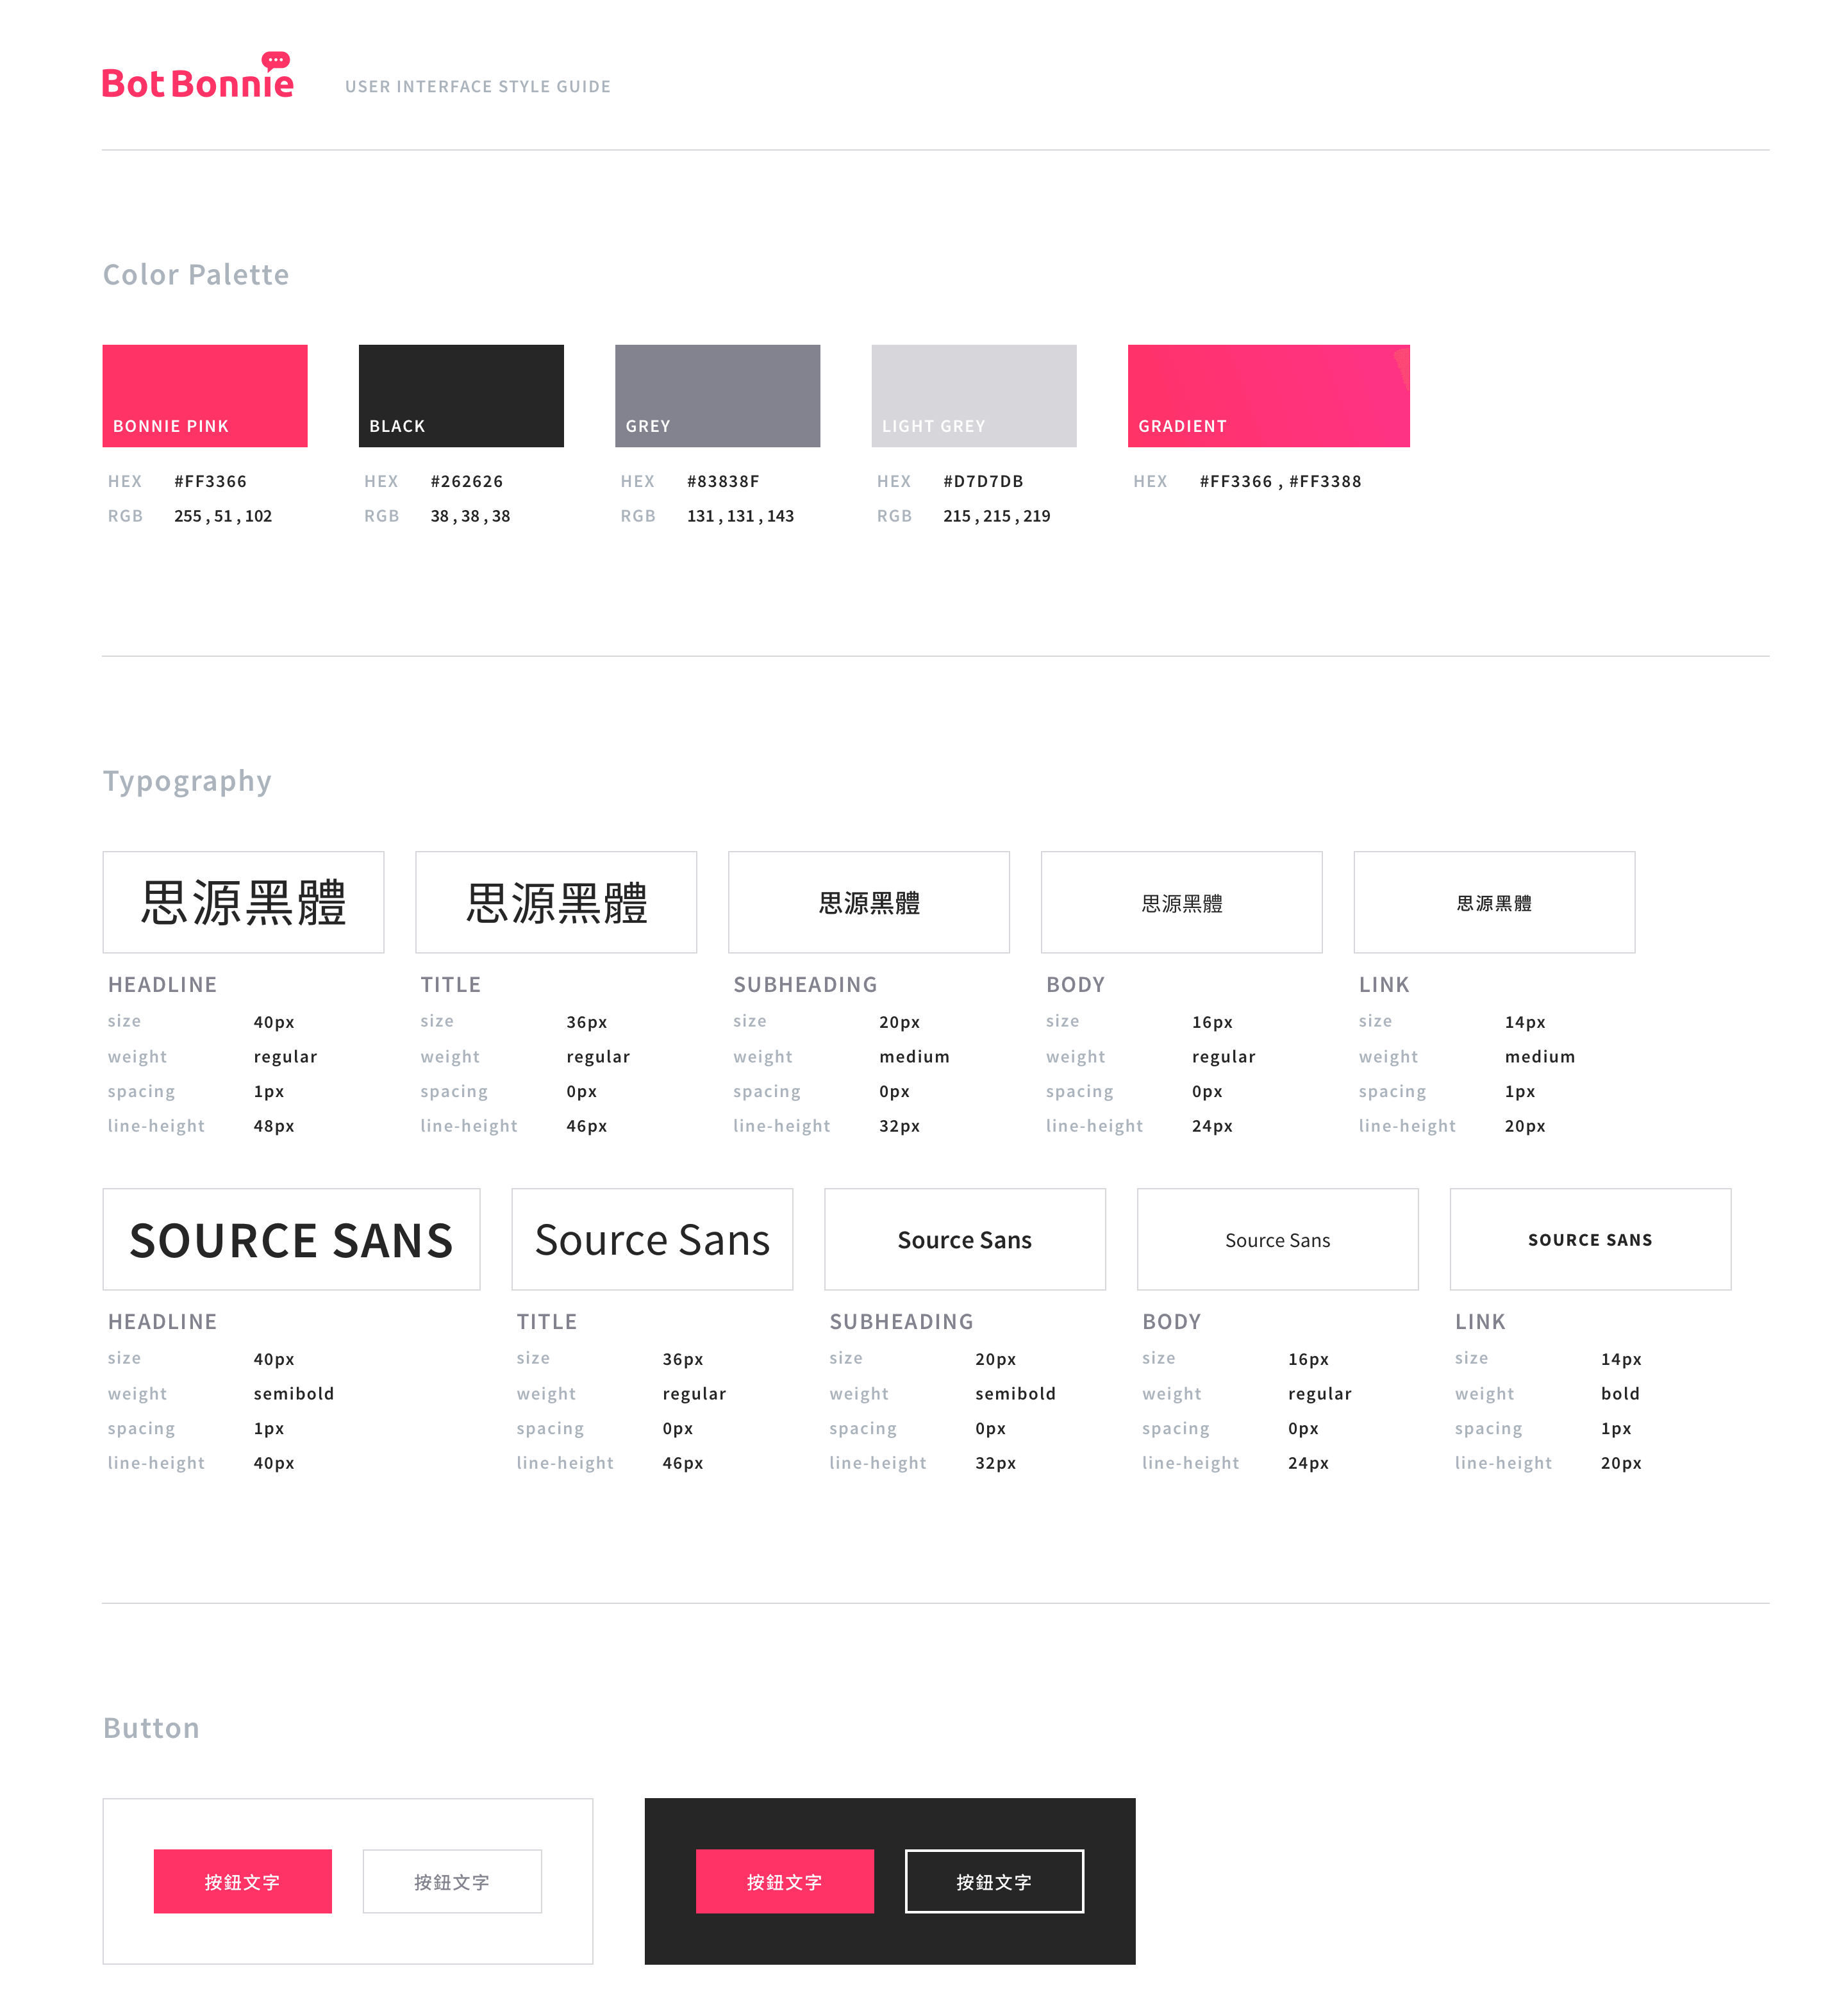 Bot Bonnie
USER INTERFACE STYLE GUIDE
Color Palette
BONNIE PINK
BLACK
GREY
LIGHT GREY
GRADIENT
HEX #FF3366
HEX #262626
HEX #83838F
HEX #D7D7DB
HEX #FF3366 , #FF3388
RGB 255 , 51 , 102
RGB 38 , 38 , 38
RGB 131 , 131 , 143
RGB 215 , 215 , 219
Typography
思源黑體
思源黑體
思源黑體
思源黑體
思源黑體
HEADLINE
size 40px
weight regular
spacing 1px
line-height 48px
TITLE
size 36px
weight regular
spacing 0px
line-height 46px
SUBHEADING
size 20px
weight medium
spacing 0px
line-height 32px
BODY
size 16px
weight regular
spacing 0px
line-height 24px
LINK
size 14px
weight medium
spacing 1px
line-height 20px
SOURCE SANS
Source Sans
Source Sans
Source Sans
SOURCE SANS
HEADLINE
size 40px
weight semibold
spacing 1px
line-height 40px
TITLE
size 36px
weight regular
spacing 0px
line-height 46px
SUBHEADING
size 20px
weight semibold
spacing 0px
line-height 32px
BODY
size 16px
weight regular
spacing 0px
line-height 24px
LINK
size 14px
weight bold
spacing 1px
line-height 20px
Button
按鈕文字
按鈕文字
按鈕文字
按鈕文字